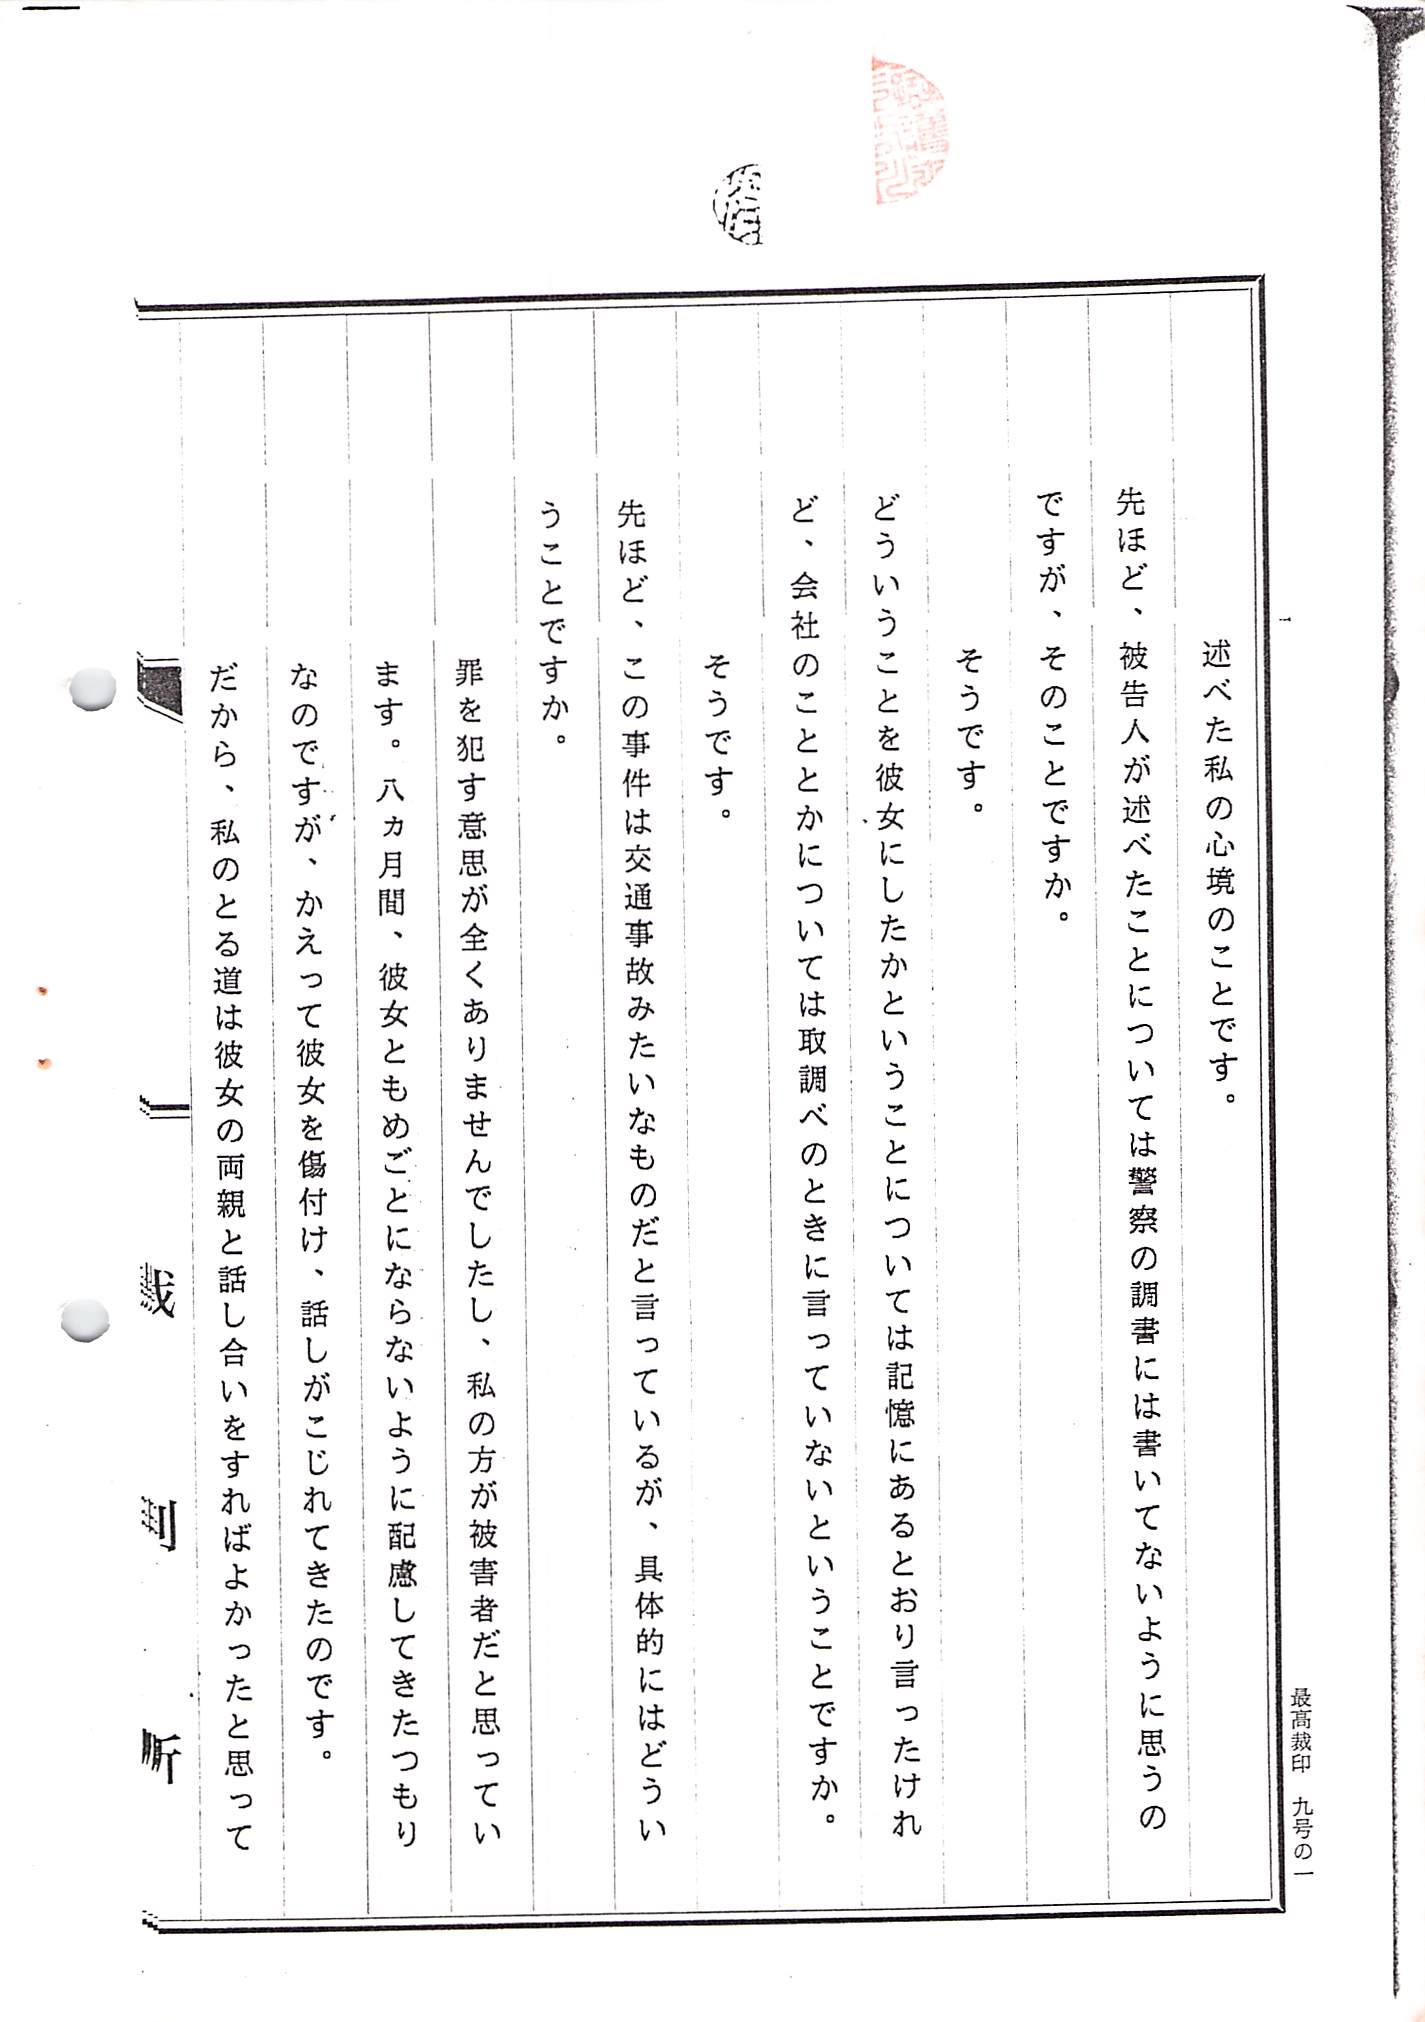 述べた私の心境のことです。
先ほど、被告人が述べたことについては警察の調書には書いてないように思うの
ですが、そのことですか。
そうです。
どういうことを彼女にしたかということについては記憶にあるとおり言ったけれ
ど、会社のこととかについては取調べのときに言っていないということですか。
そうです。
先ほど、この事件は交通事故みたいなものだと言っているが、具体的にはどうい
うことですか。
罪を犯す意思が全くありませんでしたし、私の方が被害者だと思ってい
ます。八ヵ月間、彼女ともめごとにならないように配慮してきたつもり
なのですが、かえって彼女を傷付け、話しがこじれてきたのです。
だから、私のとる道は彼女の両親と話し合いをすればよかったと思って
最高裁印 九号の一